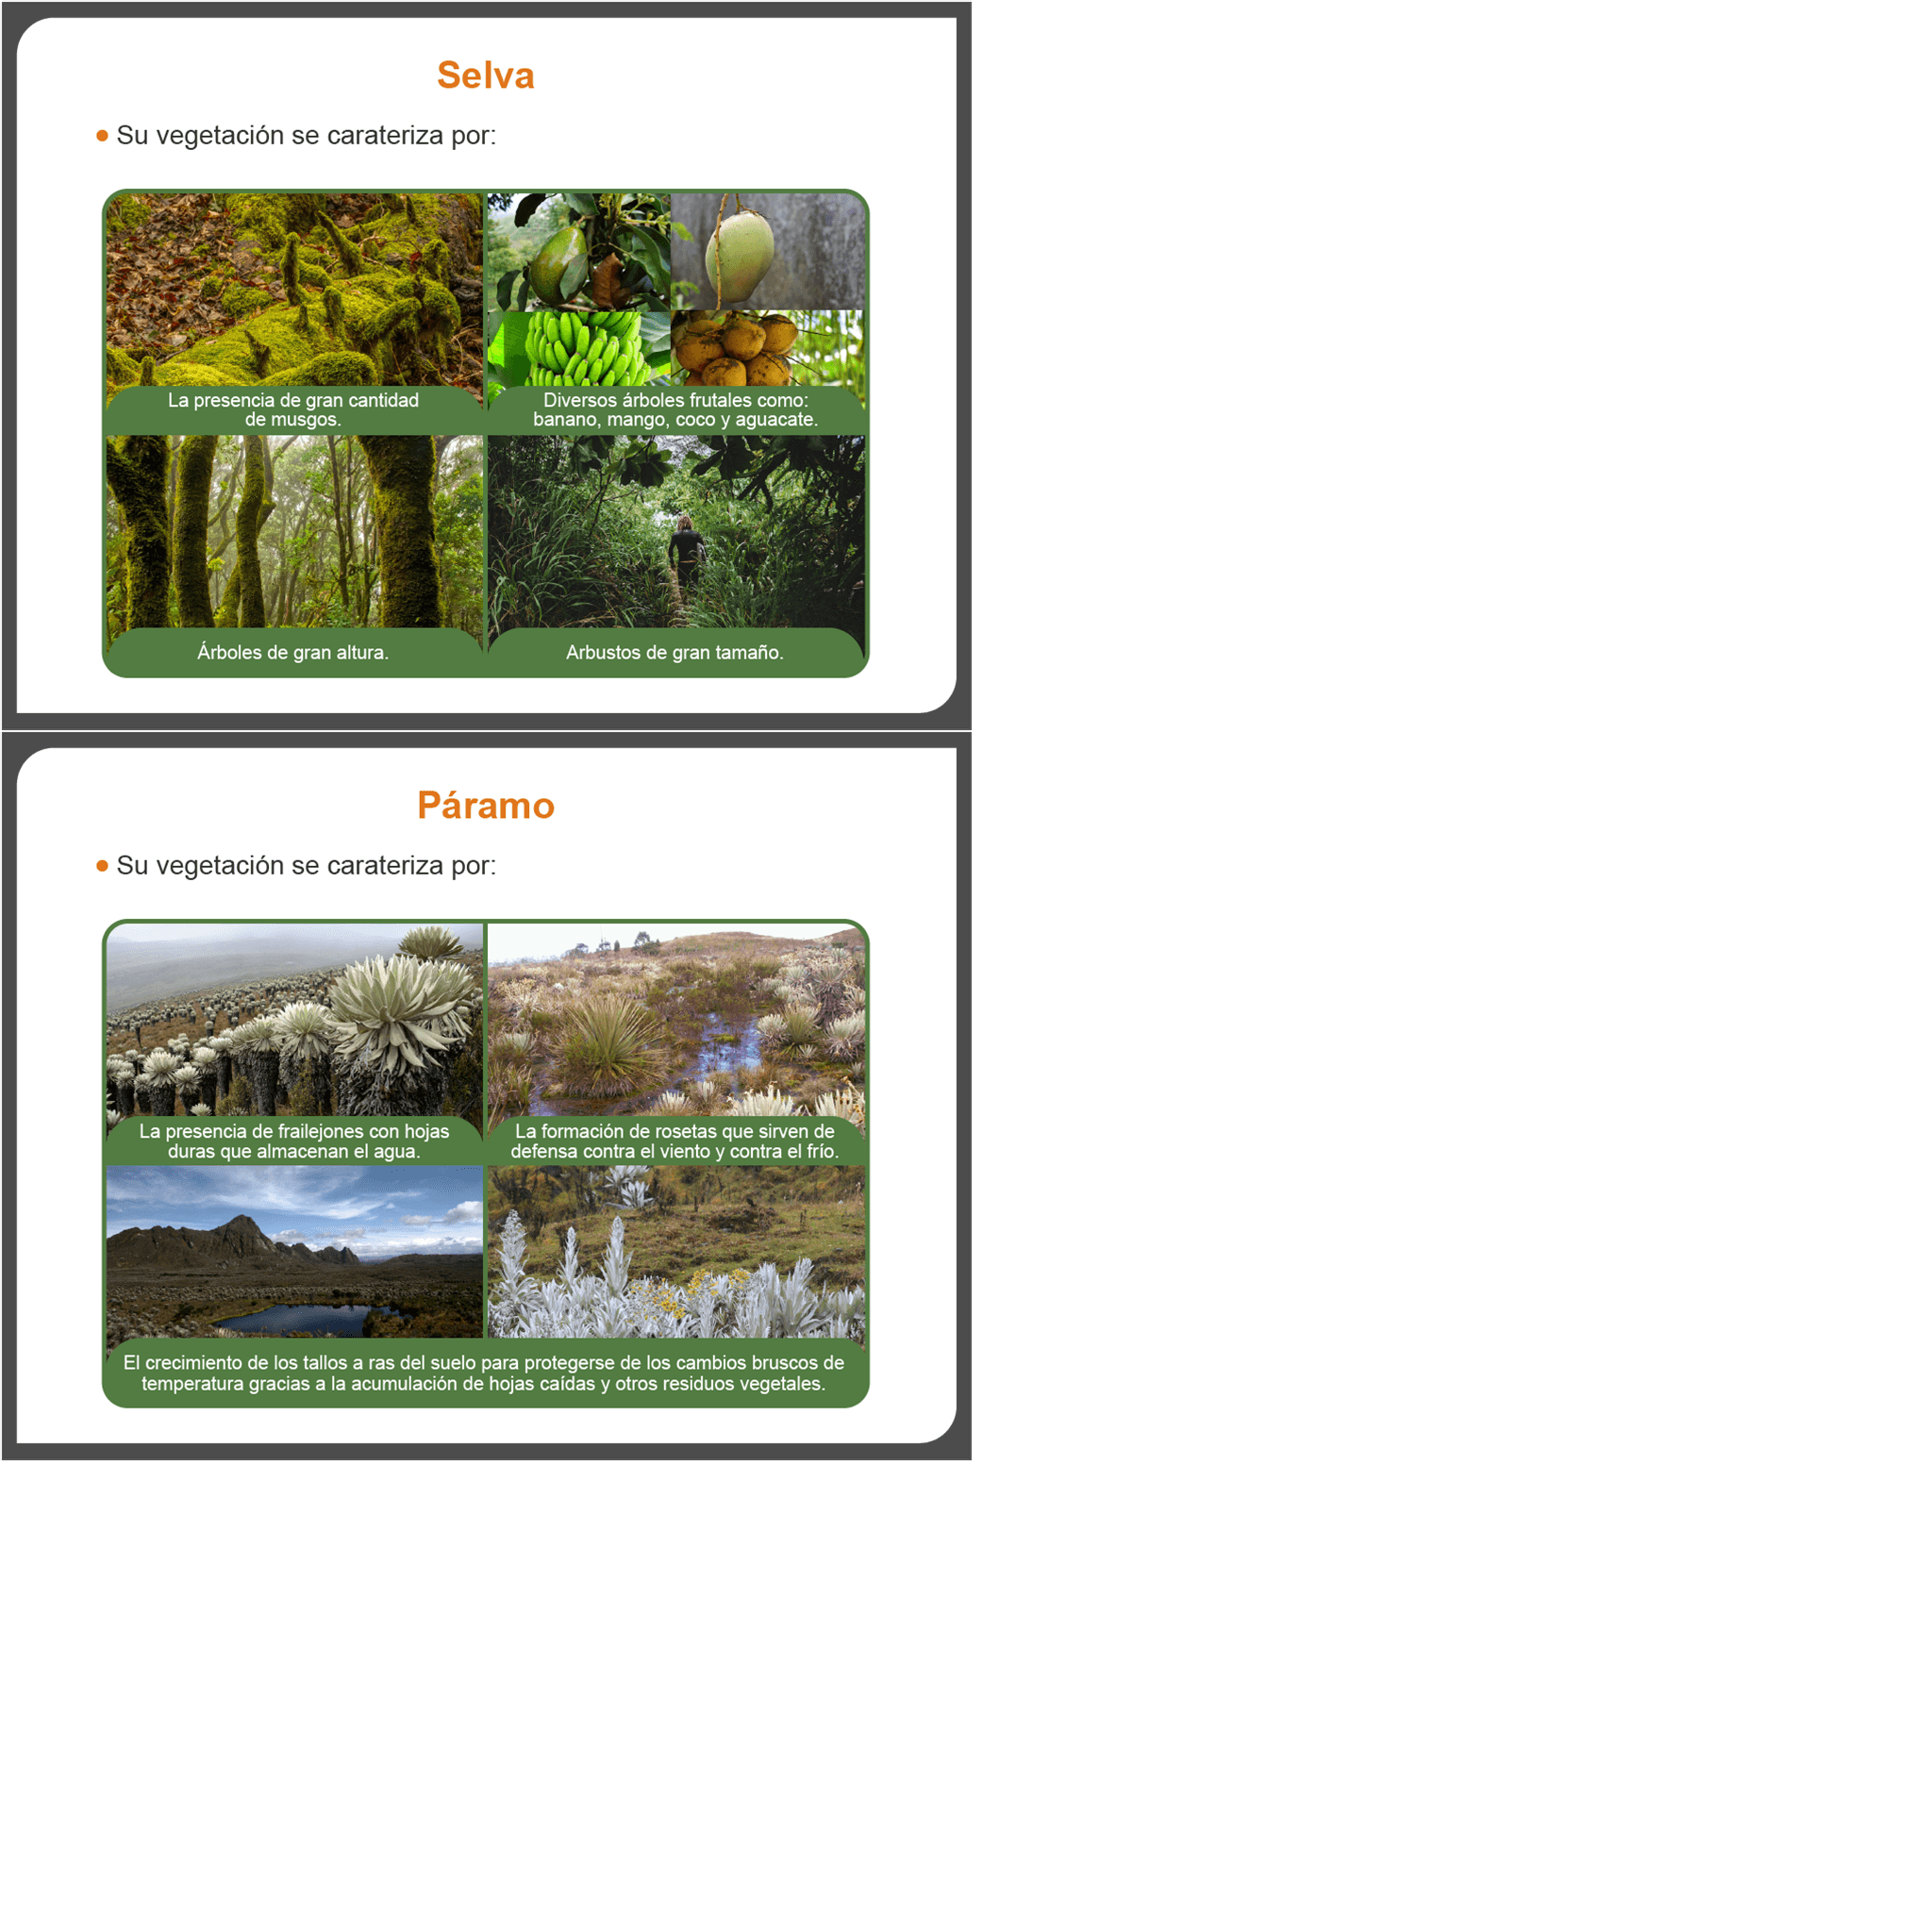 Selva
Su vegetación se carateriza por:
La presencia de gran cantidad
de musgos.
Diversos árboles frutales como:
banano, mango, coco y aguacate.
Árboles de gran altura.
Arbustos de gran tamaño.
Páramo
Su vegetación se carateriza por:
La presencia de frailejones con hojas
duras que almacenan el agua.
La formación de rosetas que sirven de
defensa contra el viento y contra el frío.
El crecimiento de los tallos a ras del suelo para protegerse de los cambios bruscos de
temperatura gracias a la acumulación de hojas caídas y otros residuos vegetales.